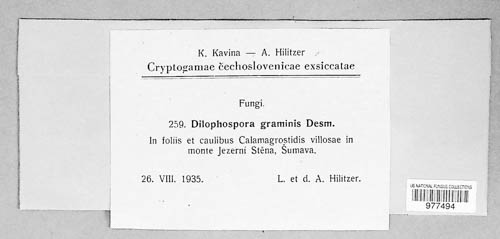 K. Kavina — A. Hilitzer
Cryptogamae čechoslovenicae exsiccatae
Fungi.
259. Dilophospora graminis Desm.
In foliis et caulibus Calamagrostidis villosae in
monte Jezerní Stěna, Šumava.
26. VIII. 1935. L. et d. A. Hilitzer.
US NATIONAL FUNGUS COLLECTIONS
977494